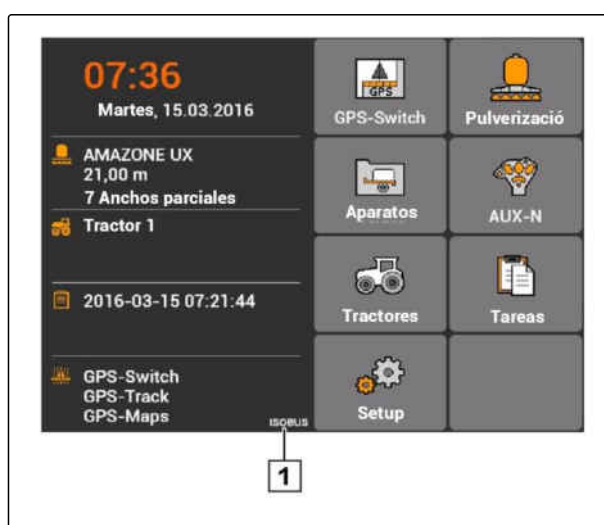 07:36
Martes, 15.03.2016
AMAZONE UX
21,00 m
7 Anchos parciales
Tractor 1
2016-03-15 07:21:44
GPS-Switch
GPS-Track
GPS-Maps
ISOBUS
GPS
GPS-Switch
Pulverizació
Aparatos
AUX-N
Tractores
Tareas
Setup
1